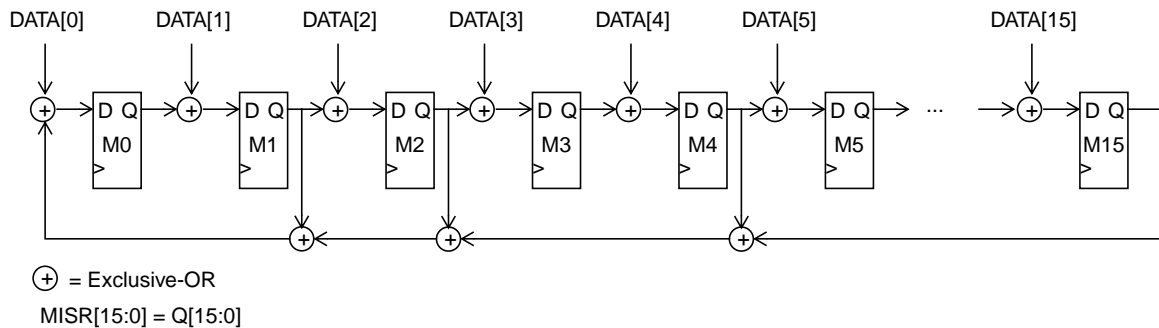 DATA[0] DATA[1] DATA[2] DATA[3] DATA[4] DATA[5] DATA[15]
+ + + + + + ... +
D Q D Q D Q D Q D Q D Q D Q
M0 M1 M2 M3 M4 M5 M15
+ + +
+ = Exclusive-OR
MISR[15:0] = Q[15:0]